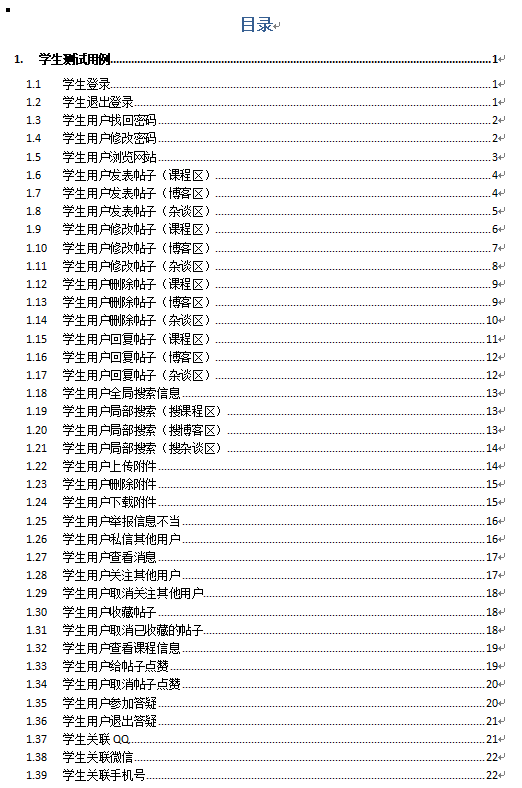 目录
1. 学生测试用例 1
1.1 学生登录 1
1.2 学生退出登录 1
1.3 学生用户找回密码 2
1.4 学生用户修改密码 2
1.5 学生用户浏览网站 3
1.6 学生用户发表帖子（课程区） 4
1.7 学生用户发表帖子（博客区） 4
1.8 学生用户发表帖子（杂谈区） 5
1.9 学生用户修改帖子（课程区） 6
1.10 学生用户修改帖子（博客区） 7
1.11 学生用户修改帖子（杂谈区） 8
1.12 学生用户删除帖子（课程区） 9
1.13 学生用户删除帖子（博客区） 9
1.14 学生用户删除帖子（杂谈区） 10
1.15 学生用户回复帖子（课程区） 11
1.16 学生用户回复帖子（博客区） 12
1.17 学生用户回复帖子（杂谈区） 12
1.18 学生用户全局搜索信息 13
1.19 学生用户局部搜索（搜课程区） 13
1.20 学生用户局部搜索（搜博客区） 13
1.21 学生用户局部搜索（搜杂谈区） 14
1.22 学生用户上传附件 14
1.23 学生用户删除附件 15
1.24 学生用户下载附件 15
1.25 学生用户举报信息不当 16
1.26 学生用户私信其他用户 16
1.27 学生用户查看消息 17
1.28 学生用户关注其他用户 17
1.29 学生用户取消关注其他用户 18
1.30 学生用户收藏帖子 18
1.31 学生用户取消已收藏的帖子 18
1.32 学生用户查看课程信息 19
1.33 学生用户给帖子点赞 19
1.34 学生用户取消帖子点赞 20
1.35 学生用户参加答疑 20
1.36 学生用户退出答疑 21
1.37 学生关联 QQ 21
1.38 学生关联微信 22
1.39 学生关联手机号 22